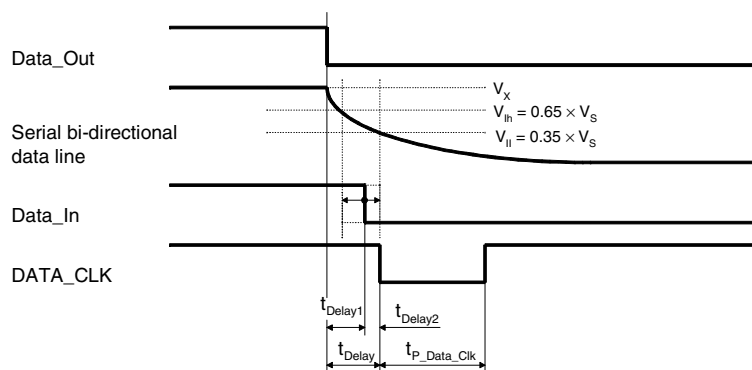 Data_Out
V_X
V_Ih = 0.65 × V_S
Serial bi-directional
data line
V_Il = 0.35 × V_S
Data_In
DATA_CLK
t_Delay1
t_Delay2
t_Delay
t_P_Data_Clk